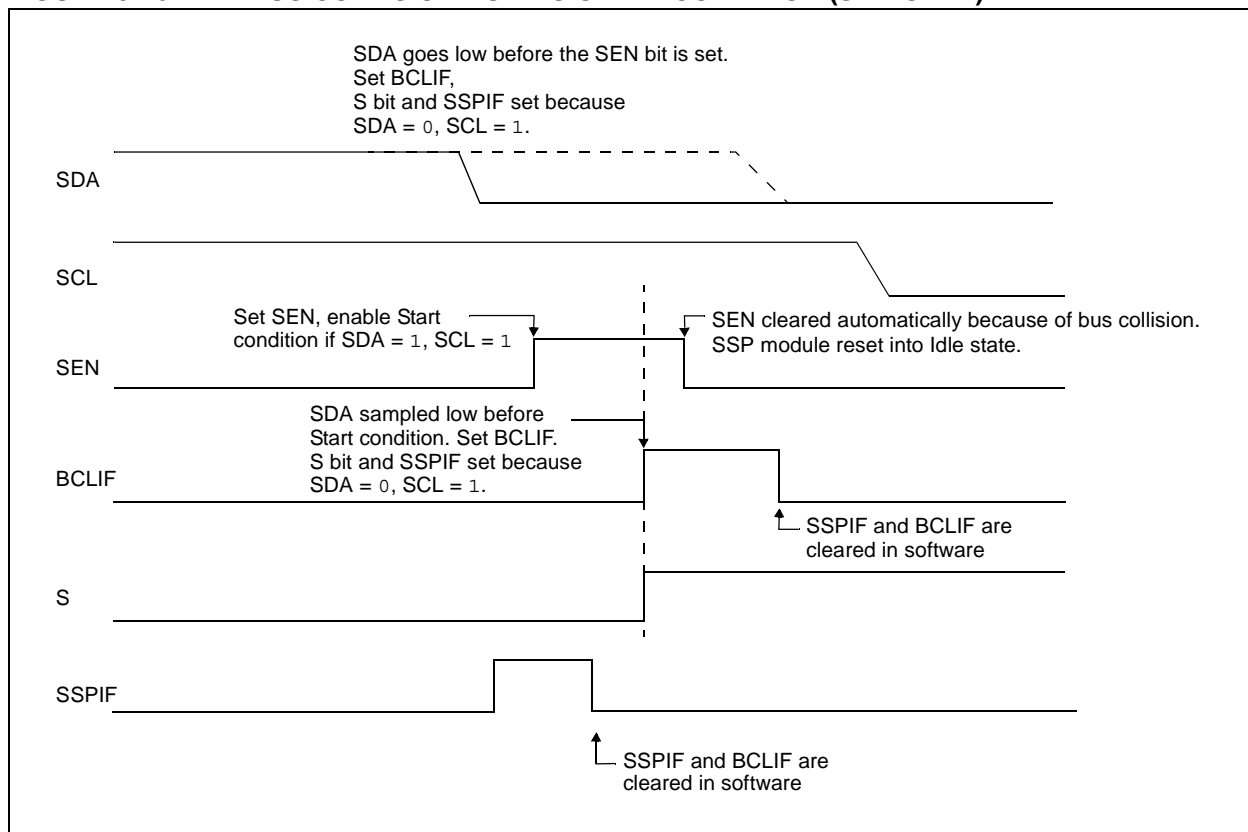 SDA goes low before the SEN bit is set.
Set BCLIF,
S bit and SSPIF set because
SDA = 0, SCL = 1.
SDA
SCL
Set SEN, enable Start
condition if SDA = 1, SCL = 1
SEN cleared automatically because of bus collision.
SSP module reset into Idle state.
SEN
SDA sampled low before
Start condition. Set BCLIF.
S bit and SSPIF set because
SDA = 0, SCL = 1.
BCLIF
SSPIF and BCLIF are
cleared in software
S
SSPIF
SSPIF and BCLIF are
cleared in software